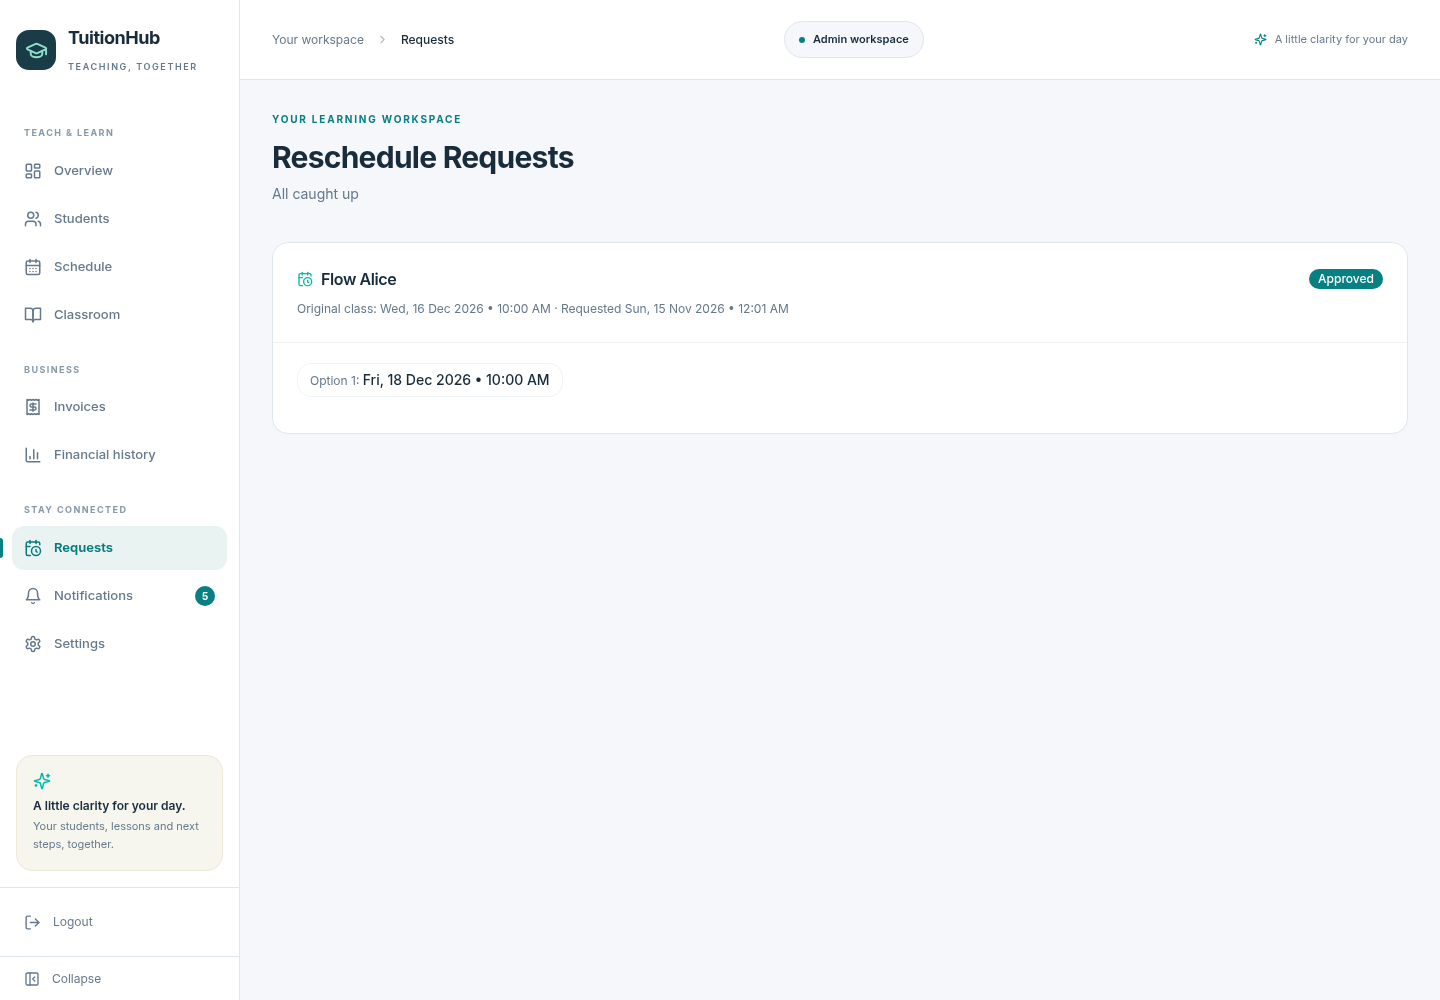 TuitionHub
TEACHING, TOGETHER
TEACH & LEARN
Overview
Students
Schedule
Classroom
BUSINESS
Invoices
Financial history
STAY CONNECTED
Requests
Notifications 5
Settings
A little clarity for your day.
Your students, lessons and next
steps, together.
Logout
Collapse
Your workspace Requests
Admin workspace
A little clarity for your day
YOUR LEARNING WORKSPACE
Reschedule Requests
All caught up
Flow Alice
Approved
Original class: Wed, 16 Dec 2026 • 10:00 AM · Requested Sun, 15 Nov 2026 • 12:01 AM
Option 1: Fri, 18 Dec 2026 • 10:00 AM